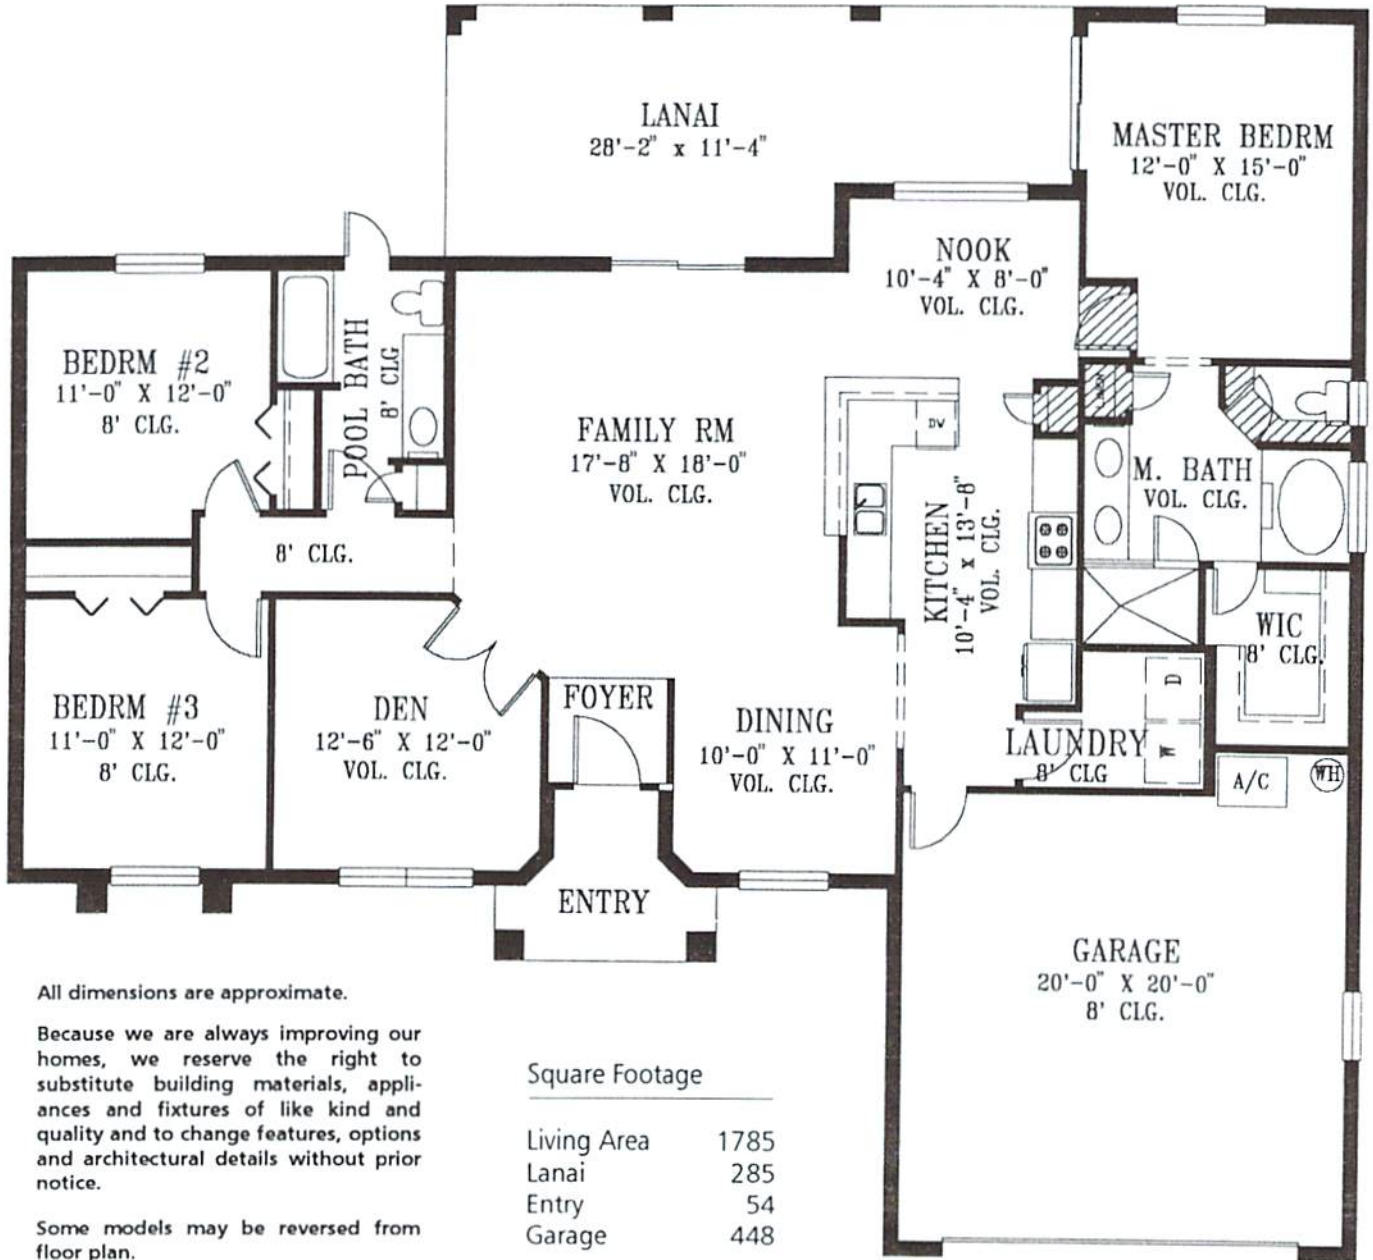 LANAI
28'-2" x 11'-4"
MASTER BEDRM
12'-0" X 15'-0"
VOL. CLG.
NOOK
10'-4" X 8'-0"
VOL. CLG.
BEDRM #2
11'-0" X 12'-0"
8' CLG.
POOL BATH
8' CLG
FAMILY RM
17'-8" X 18'-0"
VOL. CLG.
DW
M. BATH
VOL. CLG.
KITCHEN
10'-4" x 13'-8"
VOL. CLG.
8' CLG.
WIC
8' CLG.
BEDRM #3
11'-0" X 12'-0"
8' CLG.
DEN
12'-6" X 12'-0"
VOL. CLG.
FOYER
DINING
10'-0" X 11'-0"
VOL. CLG.
LAUNDRY
8' CLG
D
W
A/C
WH
ENTRY
GARAGE
20'-0" X 20'-0"
8' CLG.
All dimensions are approximate.
Because we are always improving our
homes, we reserve the right to
substitute building materials, appli-
ances and fixtures of like kind and
quality and to change features, options
and architectural details without prior
notice.
Some models may be reversed from
floor plan.
Square Footage
Living Area 1785
Lanai 285
Entry 54
Garage 448